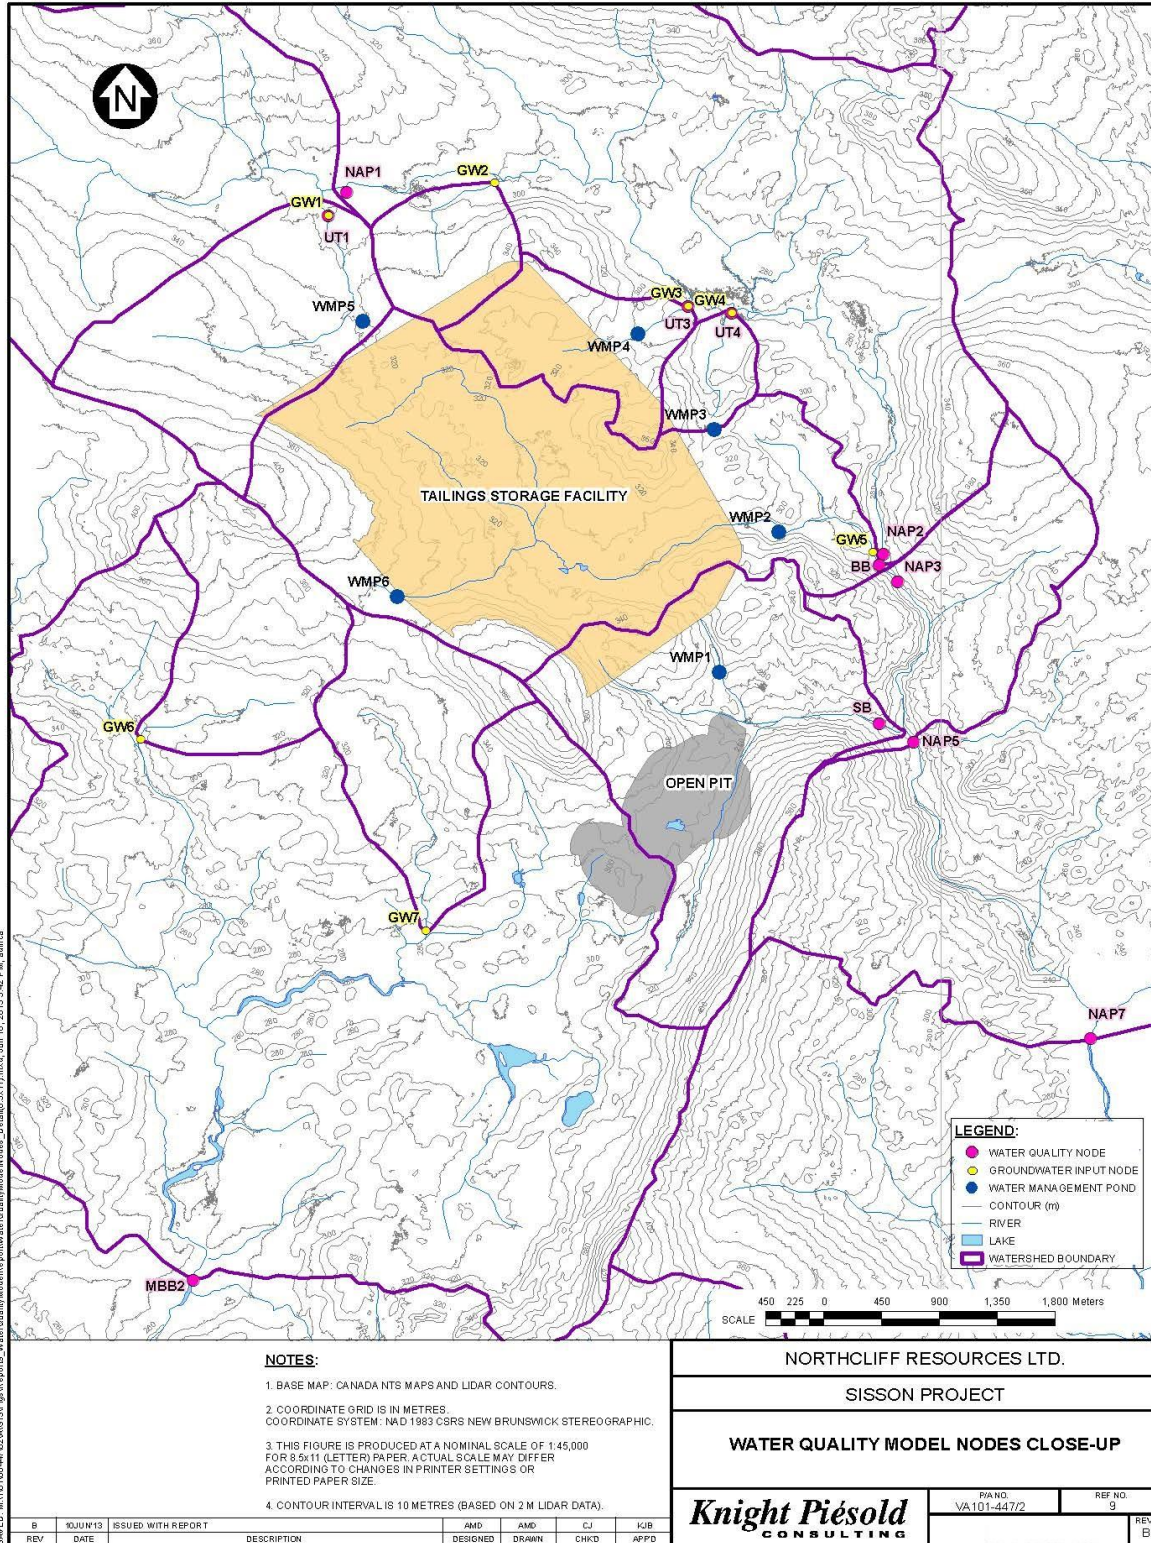 N
NAP1
GW2
GW1
UT1
WMP5
GW3
GW4
UT3
UT4
WMP4
WMP3
TAILINGS STORAGE FACILITY
WMP2
GW5
NAP2
BB
NAP3
WMP6
WMP1
SB
GW6
NAP5
OPEN PIT
GW7
NAP7
MBB2
LEGEND:
WATER QUALITY NODE
GROUNDWATER INPUT NODE
WATER MANAGEMENT POND
CONTOUR (m)
RIVER
LAKE
WATERSHED BOUNDARY
450 225 0 450 900 1,350 1,800 Meters
SCALE
NOTES:
1. BASE MAP: CANADA NTS MAPS AND LIDAR CONTOURS.
2. COORDINATE GRID IS IN METRES.
COORDINATE SYSTEM: NAD 1983 CSRS NEW BRUNSWICK STEREOGRAPHIC.
3. THIS FIGURE IS PRODUCED AT A NOMINAL SCALE OF 1:45,000
FOR 8.5x11 (LETTER) PAPER. ACTUAL SCALE MAY DIFFER
ACCORDING TO CHANGES IN PRINTER SETTINGS OR
PRINTED PAPER SIZE.
4. CONTOUR INTERVAL IS 10 METRES (BASED ON 2 M LIDAR DATA).
B 10JUN'13 ISSUED WITH REPORT AMD AMD CJ KJB
REV DATE DESCRIPTION DESIGNED DRAWN CHK'D APP'D
NORTHCLIFF RESOURCES LTD.
SISSON PROJECT
WATER QUALITY MODEL NODES CLOSE-UP
Knight Piésold
CONSULTING
P/A NO.
VA101-447/2
REF NO.
9
REV
B